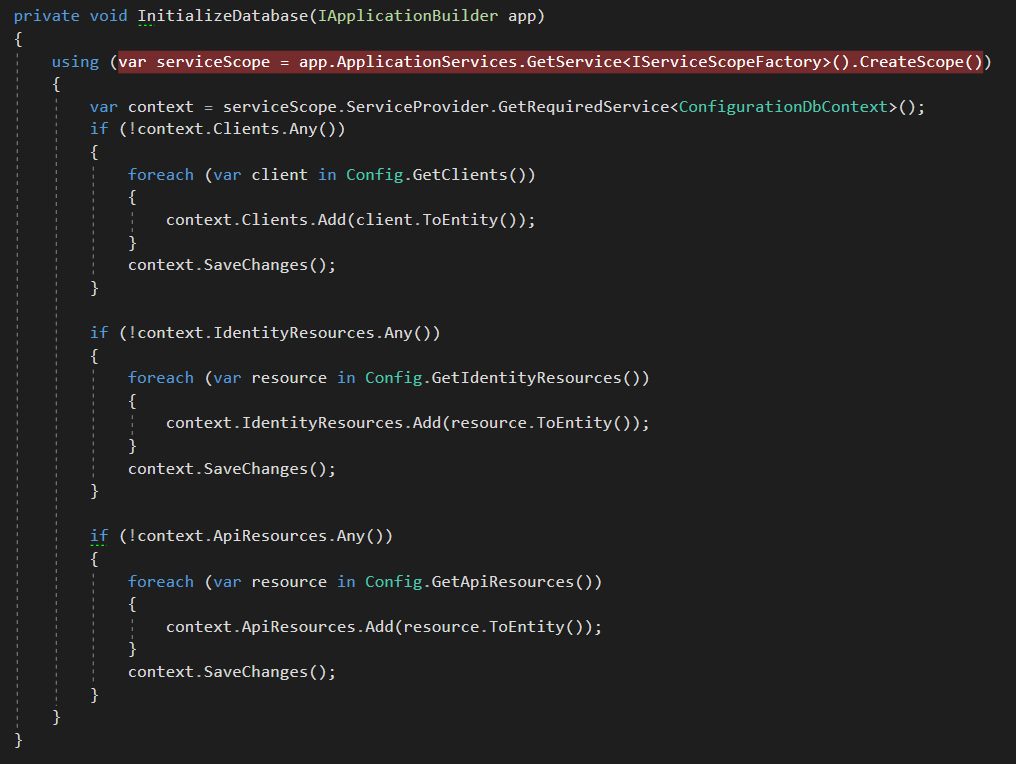 private void InitializeDatabase(IApplicationBuilder app)
{
    using (var serviceScope = app.ApplicationServices.GetService<IServiceScopeFactory>().CreateScope())
    {
        var context = serviceScope.ServiceProvider.GetRequiredService<ConfigurationDbContext>();
        if (!context.Clients.Any())
        {
            foreach (var client in Config.GetClients())
            {
                context.Clients.Add(client.ToEntity());
            }
            context.SaveChanges();
        }

        if (!context.IdentityResources.Any())
        {
            foreach (var resource in Config.GetIdentityResources())
            {
                context.IdentityResources.Add(resource.ToEntity());
            }
            context.SaveChanges();
        }

        if (!context.ApiResources.Any())
        {
            foreach (var resource in Config.GetApiResources())
            {
                context.ApiResources.Add(resource.ToEntity());
            }
            context.SaveChanges();
        }
    }
}